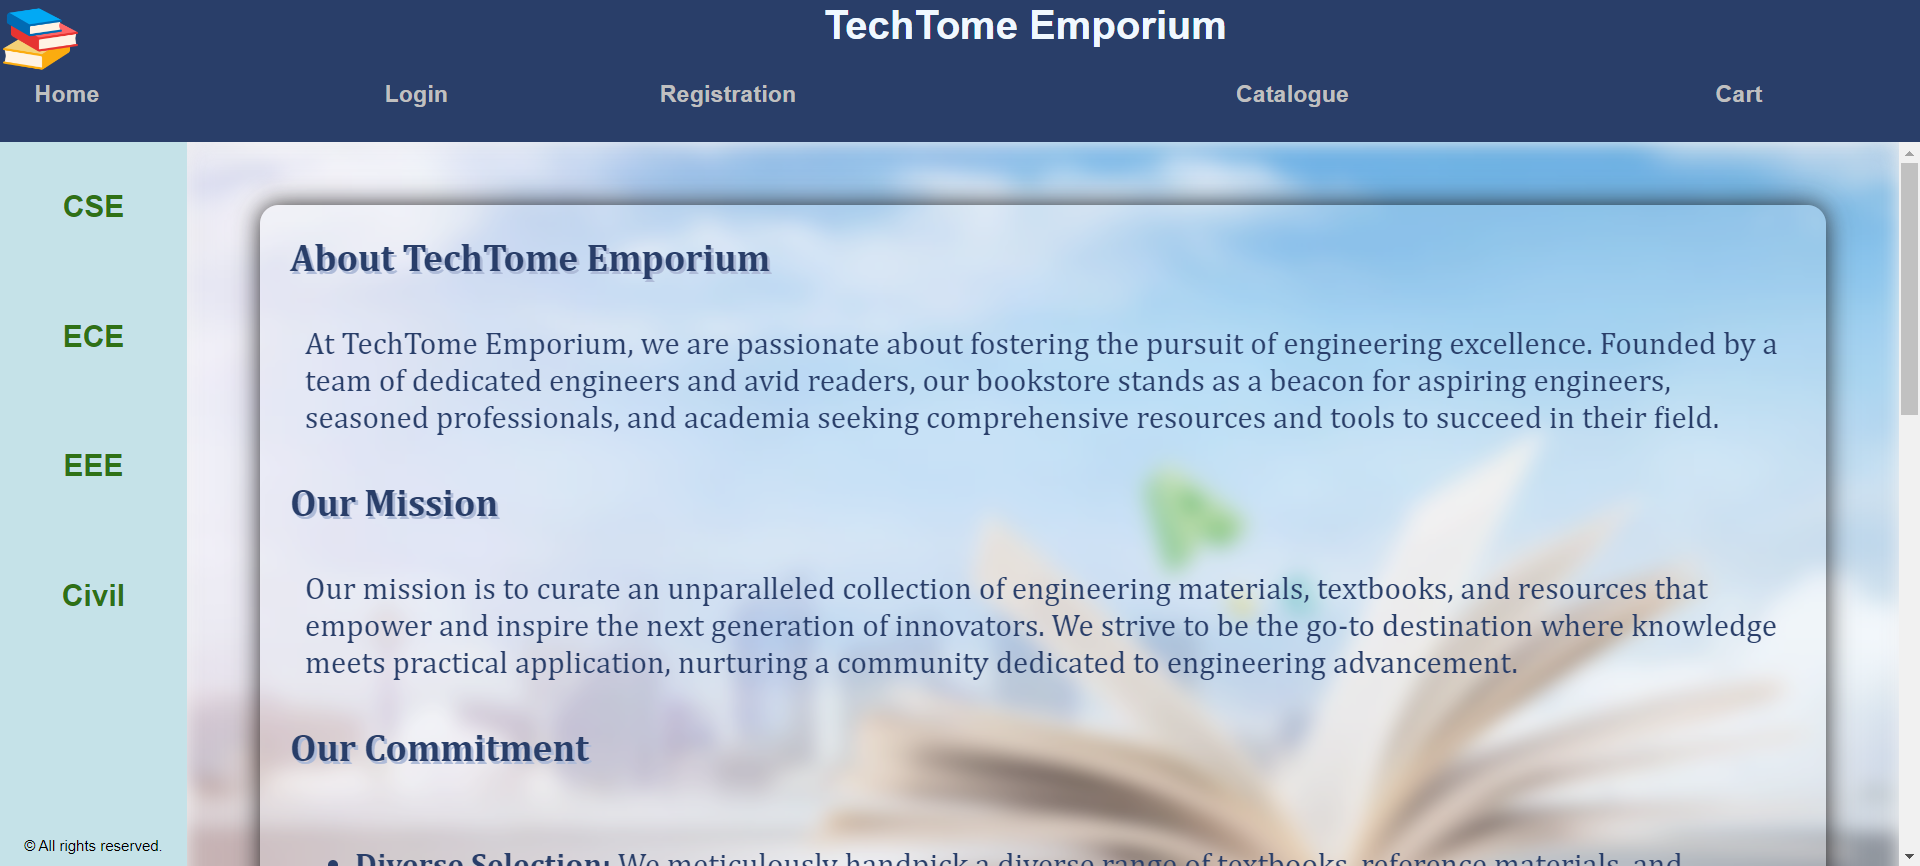 TechTome Emporium
Home
Login
Registration
Catalogue
Cart
CSE
ECE
EEE
Civil
© All rights reserved.
About TechTome Emporium
At TechTome Emporium, we are passionate about fostering the pursuit of engineering excellence. Founded by a
team of dedicated engineers and avid readers, our bookstore stands as a beacon for aspiring engineers,
seasoned professionals, and academia seeking comprehensive resources and tools to succeed in their field.
Our Mission
Our mission is to curate an unparalleled collection of engineering materials, textbooks, and resources that
empower and inspire the next generation of innovators. We strive to be the go-to destination where knowledge
meets practical application, nurturing a community dedicated to engineering advancement.
Our Commitment
• Diverse Selection: We meticulously handpick a diverse range of textbooks, reference materials, and